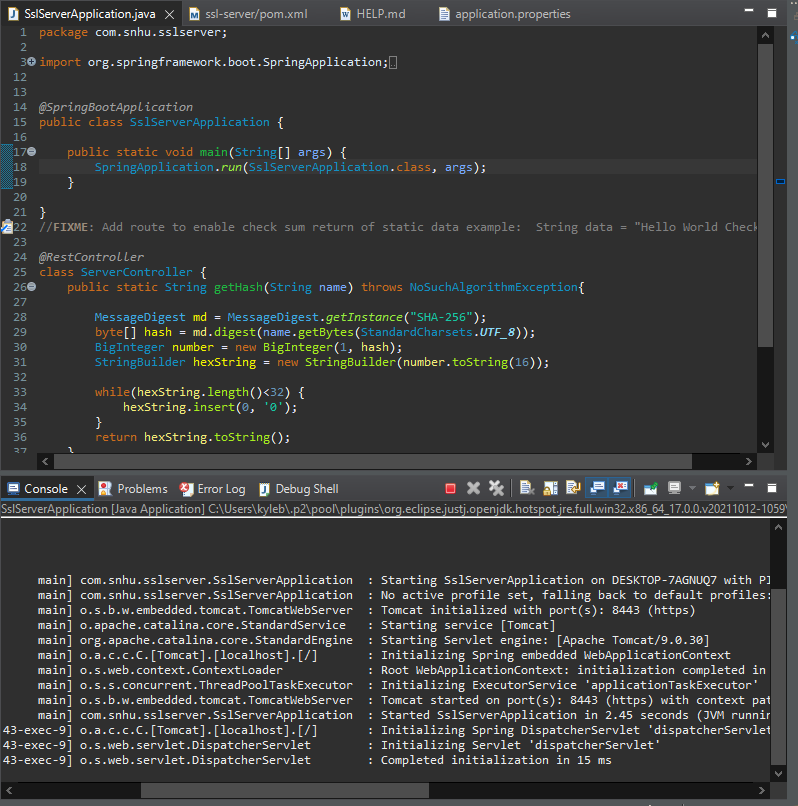 SslServerApplication.java
ssl-server/pom.xml
HELP.md
application.properties
1 package com.snhu.sslserver;
2
3 import org.springframework.boot.SpringApplication;
12
13
14 @SpringBootApplication
15 public class SslServerApplication {
16
17 public static void main(String[] args) {
18 SpringApplication.run(SslServerApplication.class, args);
19 }
20
21 }
22 //FIXME: Add route to enable check sum return of static data example:  String data = "Hello World Check
23
24 @RestController
25 class ServerController {
26 public static String getHash(String name) throws NoSuchAlgorithmException{
27
28 MessageDigest md = MessageDigest.getInstance("SHA-256");
29 byte[] hash = md.digest(name.getBytes(StandardCharsets.UTF_8));
30 BigInteger number = new BigInteger(1, hash);
31 StringBuilder hexString = new StringBuilder(number.toString(16));
32
33 while(hexString.length()<32) {
34 hexString.insert(0, '0');
35 }
36 return hexString.toString();
37 }
Console
Problems
Error Log
Debug Shell
SslServerApplication [Java Application] C:\Users\kyleb\.p2\pool\plugins\org.eclipse.justj.openjdk.hotspot.jre.full.win32.x86_64_17.0.0.v20211012-1059\
main] com.snhu.sslserver.SslServerApplication : Starting SslServerApplication on DESKTOP-7AGNUQ7 with PI
main] com.snhu.sslserver.SslServerApplication : No active profile set, falling back to default profiles:
main] o.s.b.w.embedded.tomcat.TomcatWebServer : Tomcat initialized with port(s): 8443 (https)
main] o.apache.catalina.core.StandardService : Starting service [Tomcat]
main] org.apache.catalina.core.StandardEngine : Starting Servlet engine: [Apache Tomcat/9.0.30]
main] o.a.c.c.C.[Tomcat].[localhost].[/] : Initializing Spring embedded WebApplicationContext
main] o.s.web.context.ContextLoader : Root WebApplicationContext: initialization completed in
main] o.s.s.concurrent.ThreadPoolTaskExecutor : Initializing ExecutorService 'applicationTaskExecutor'
main] o.s.b.w.embedded.tomcat.TomcatWebServer : Tomcat started on port(s): 8443 (https) with context pat
main] com.snhu.sslserver.SslServerApplication : Started SslServerApplication in 2.45 seconds (JVM runnin
43-exec-9] o.a.c.c.C.[Tomcat].[localhost].[/] : Initializing Spring DispatcherServlet 'dispatcherServlet
43-exec-9] o.s.web.servlet.DispatcherServlet : Initializing Servlet 'dispatcherServlet'
43-exec-9] o.s.web.servlet.DispatcherServlet : Completed initialization in 15 ms